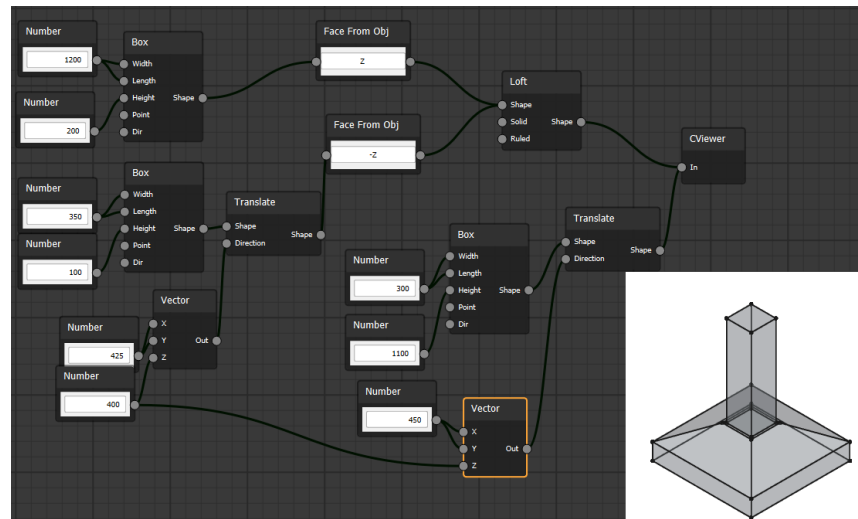 Number
1200
Box
Width
Length
Height
Shape
Point
Dir
Number
200
Face From Obj
Z
Face From Obj
-Z
Loft
Shape
Solid
Shape
Ruled
CViewer
In
Number
350
Number
100
Box
Width
Length
Height
Shape
Point
Dir
Translate
Shape
Shape
Direction
Number
425
Number
400
Vector
X
Y
Out
Z
Number
300
Number
1100
Box
Width
Length
Height
Shape
Point
Dir
Translate
Shape
Shape
Direction
Number
450
Vector
X
Y
Out
Z